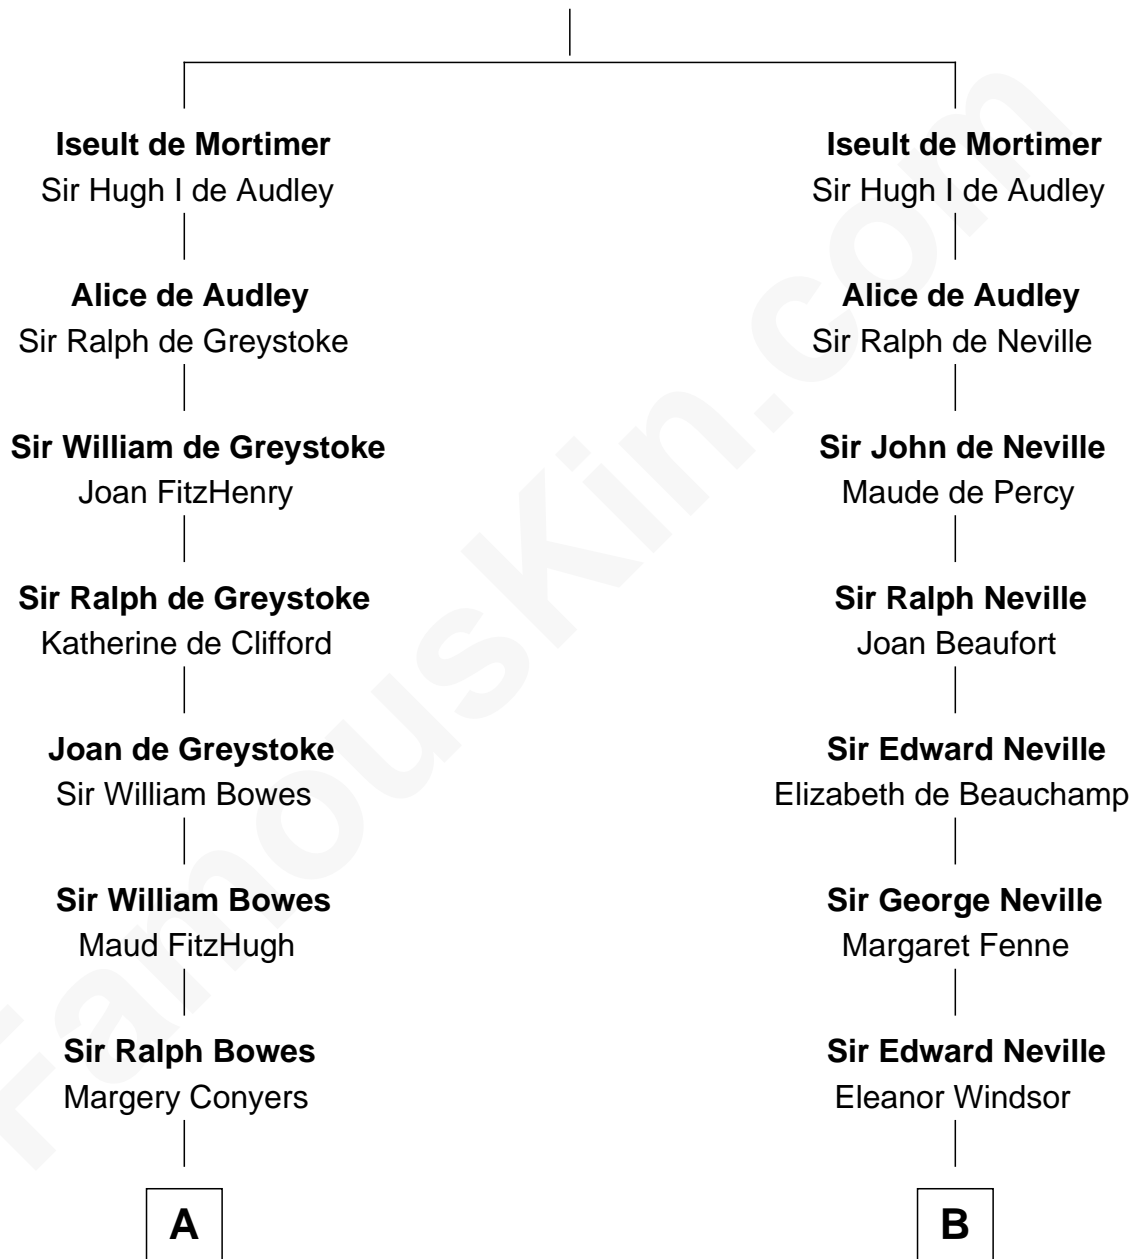 Iseult de Mortimer
Sir Hugh I de Audley
Alice de Audley
Sir Ralph de Greystoke
Sir William de Greystoke
Joan FitzHenry
Sir Ralph de Greystoke
Katherine de Clifford
Joan de Greystoke
Sir William Bowes
Sir William Bowes
Maud FitzHugh
Sir Ralph Bowes
Margery Conyers
A
Iseult de Mortimer
Sir Hugh I de Audley
Alice de Audley
Sir Ralph de Neville
Sir John de Neville
Maude de Percy
Sir Ralph Neville
Joan Beaufort
Sir Edward Neville
Elizabeth de Beauchamp
Sir George Neville
Margaret Fenne
Sir Edward Neville
Eleanor Windsor
B
FamousKin.com